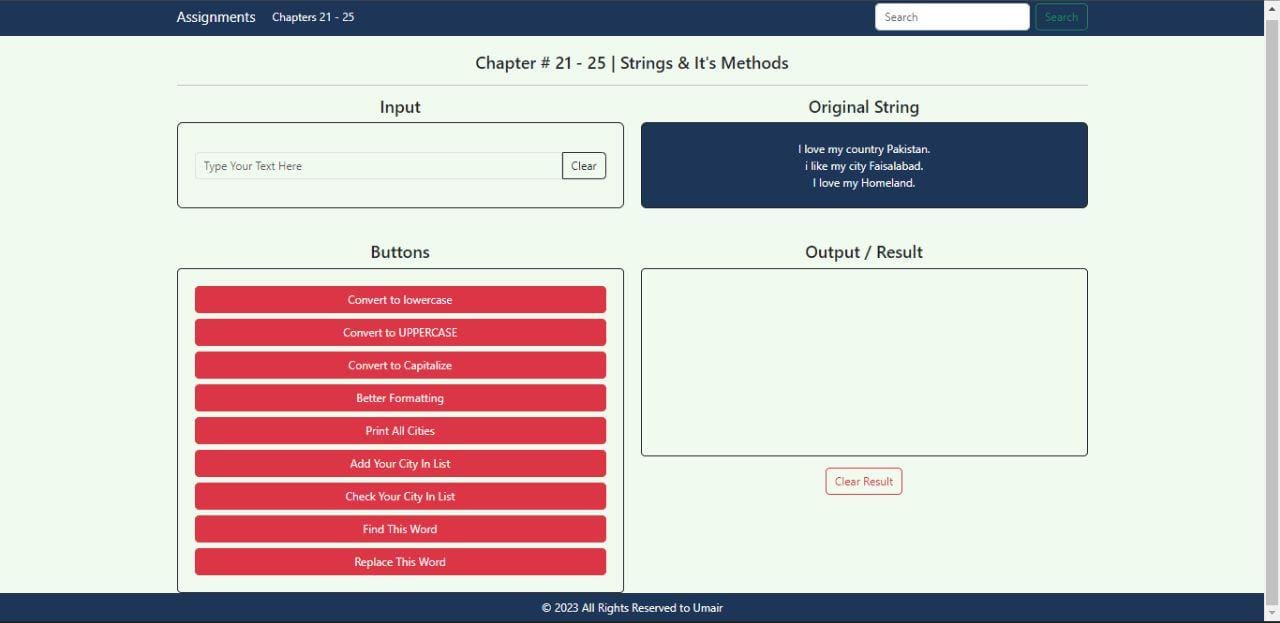 Assignments Chapters 21 - 25 Search Search
Chapter # 21 - 25 | Strings & It's Methods
Input
Type Your Text Here Clear
Original String
I love my country Pakistan.
i like my city Faisalabad.
I love my Homeland.
Buttons
Convert to lowercase
Convert to UPPERCASE
Convert to Capitalize
Better Formatting
Print All Cities
Add Your City In List
Check Your City In List
Find This Word
Replace This Word
Output / Result
Clear Result
© 2023 All Rights Reserved to Umair